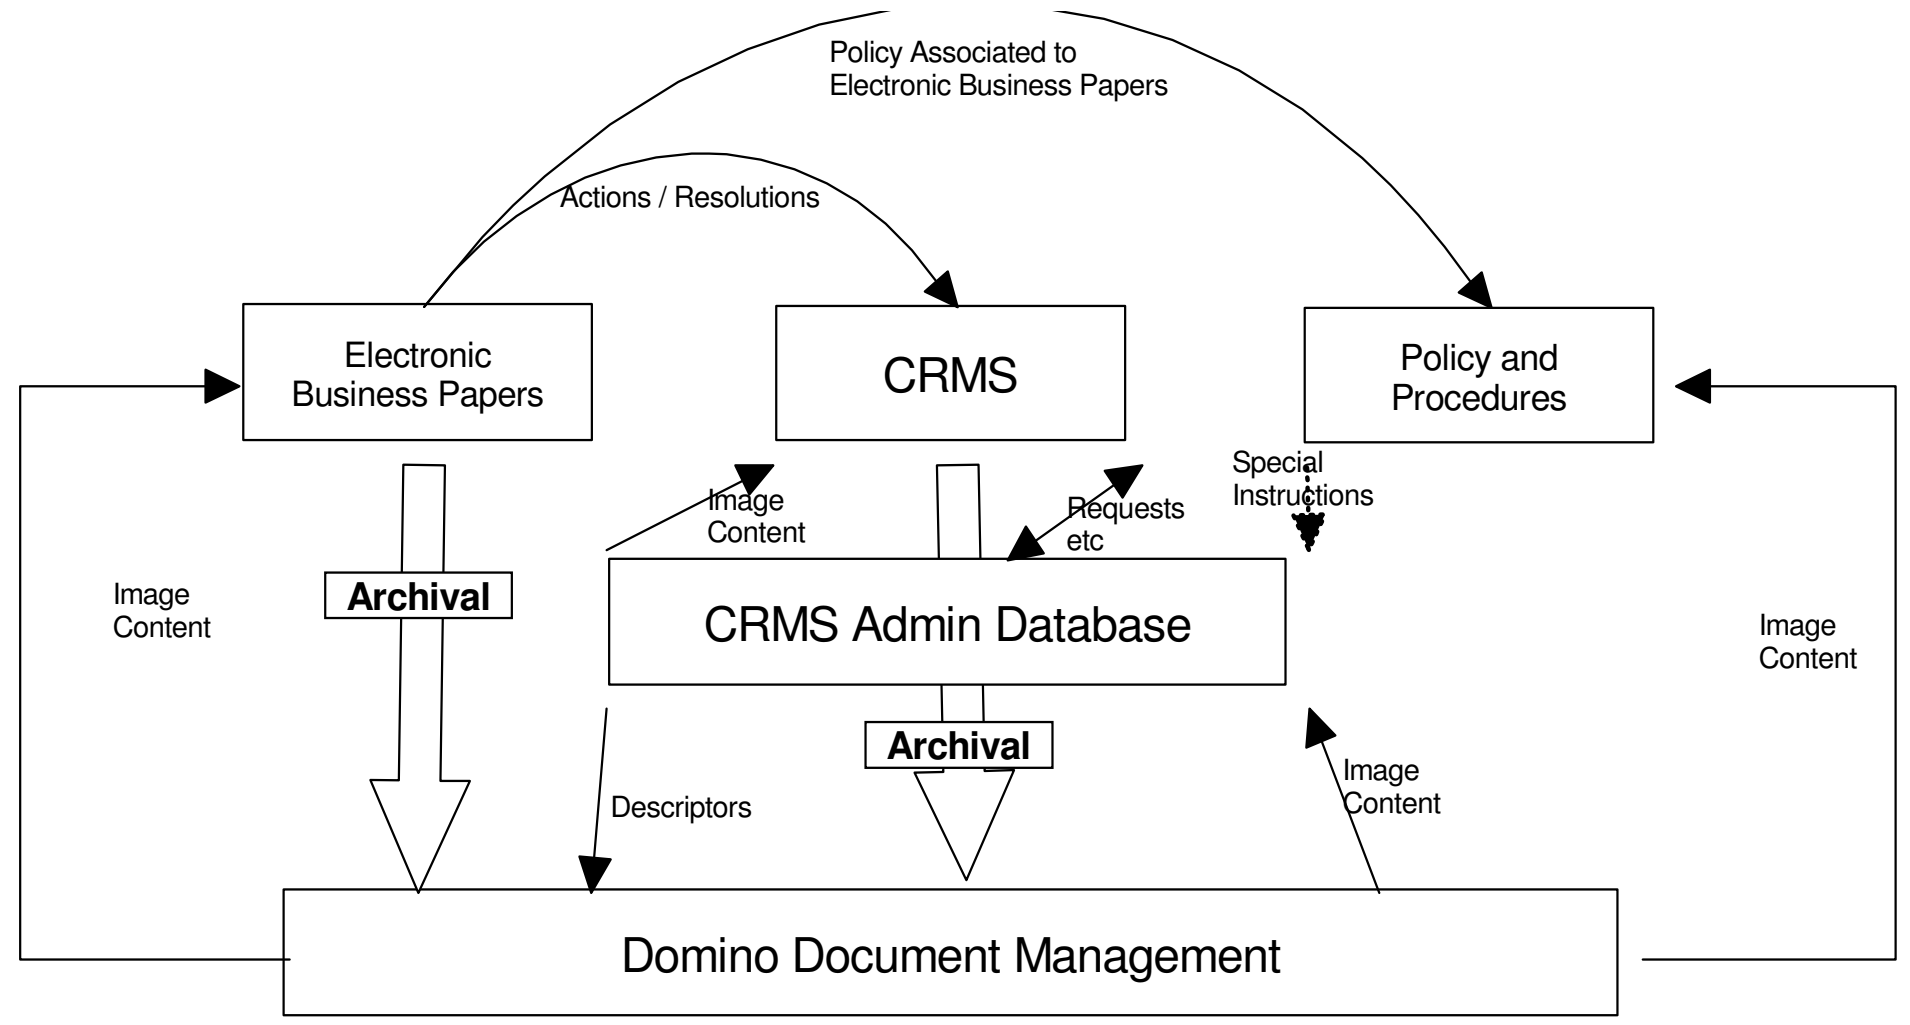 Policy Associated to
Electronic Business Papers
Actions / Resolutions
Electronic
Business Papers
CRMS
Policy and
Procedures
Special
Instructions
Image
Content
Requests
etc
Archival
Image
Content
CRMS Admin Database
Image
Content
Archival
Descriptors
Image
Content
Domino Document Management